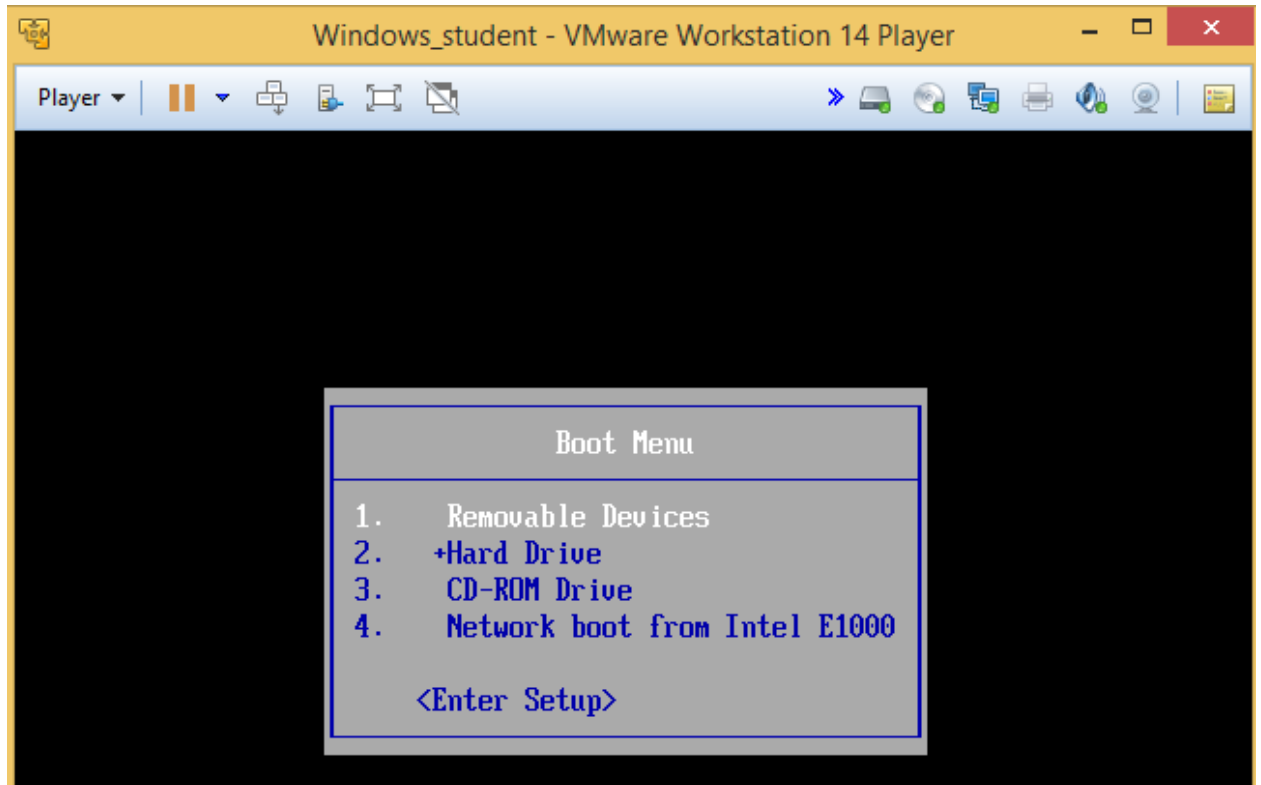 Windows_student - VMware Workstation 14 Player
Player
Boot Menu
1. Removable Devices
2. +Hard Drive
3. CD-ROM Drive
4. Network boot from Intel E1000
<Enter Setup>